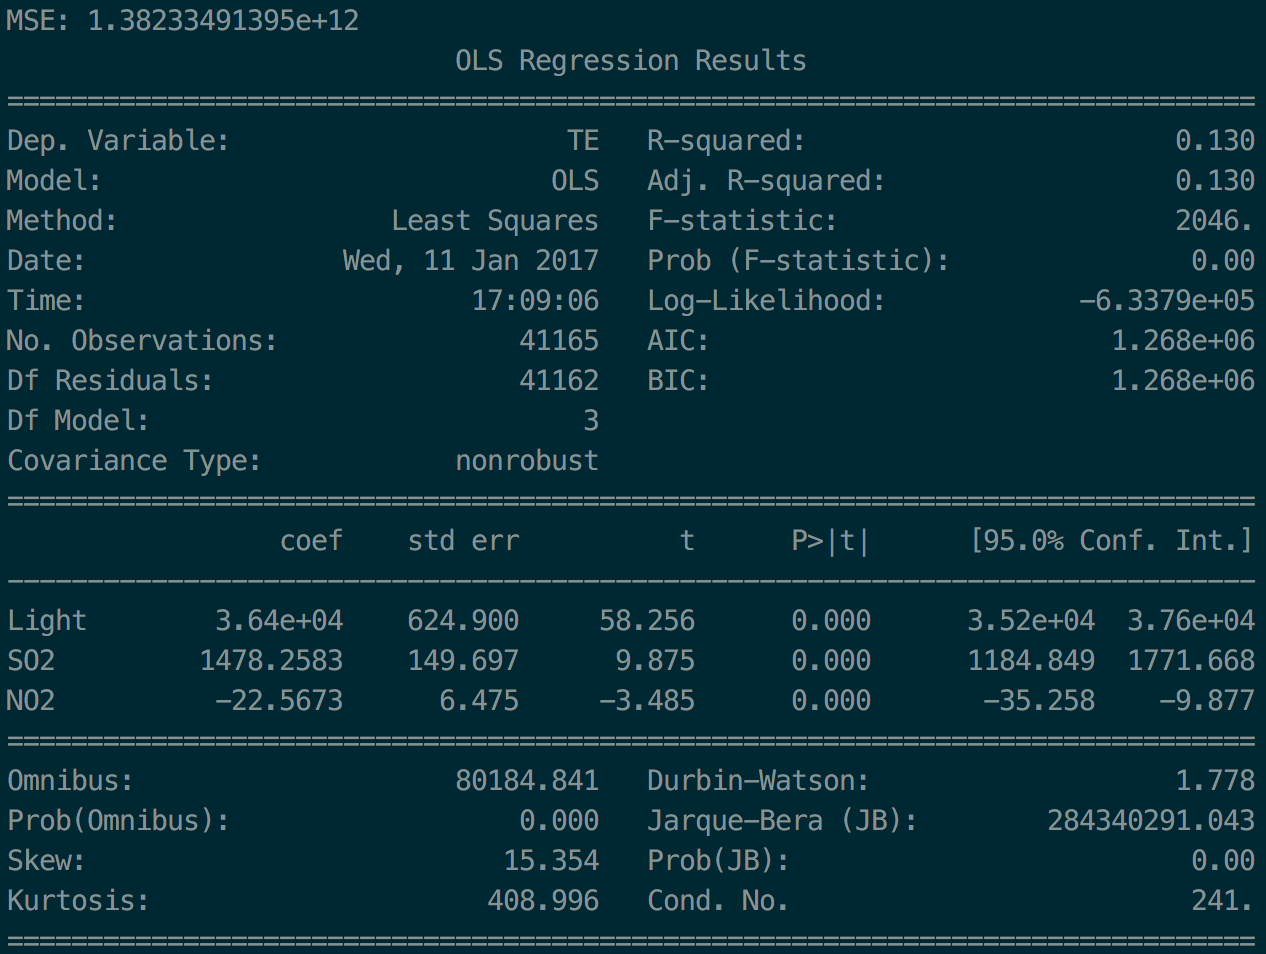 MSE: 1.38233491395e+12
OLS Regression Results
==============================================================================
Dep. Variable:                     TE   R-squared:                       0.130
Model:                            OLS   Adj. R-squared:                  0.130
Method:                 Least Squares   F-statistic:                     2046.
Date:                Wed, 11 Jan 2017   Prob (F-statistic):               0.00
Time:                        17:09:06   Log-Likelihood:            -6.3379e+05
No. Observations:               41165   AIC:                         1.268e+06
Df Residuals:                   41162   BIC:                         1.268e+06
Df Model:                           3
Covariance Type:            nonrobust
==============================================================================
                 coef    std err          t      P>|t|      [95.0% Conf. Int.]
------------------------------------------------------------------------------
Light        3.64e+04    624.900     58.256      0.000      3.52e+04  3.76e+04
SO2         1478.2583    149.697      9.875      0.000      1184.849  1771.668
NO2          -22.5673      6.475     -3.485      0.000       -35.258    -9.877
==============================================================================
Omnibus:                    80184.841   Durbin-Watson:                   1.778
Prob(Omnibus):                  0.000   Jarque-Bera (JB):        284340291.043
Skew:                          15.354   Prob(JB):                         0.00
Kurtosis:                     408.996   Cond. No.                         241.
==============================================================================